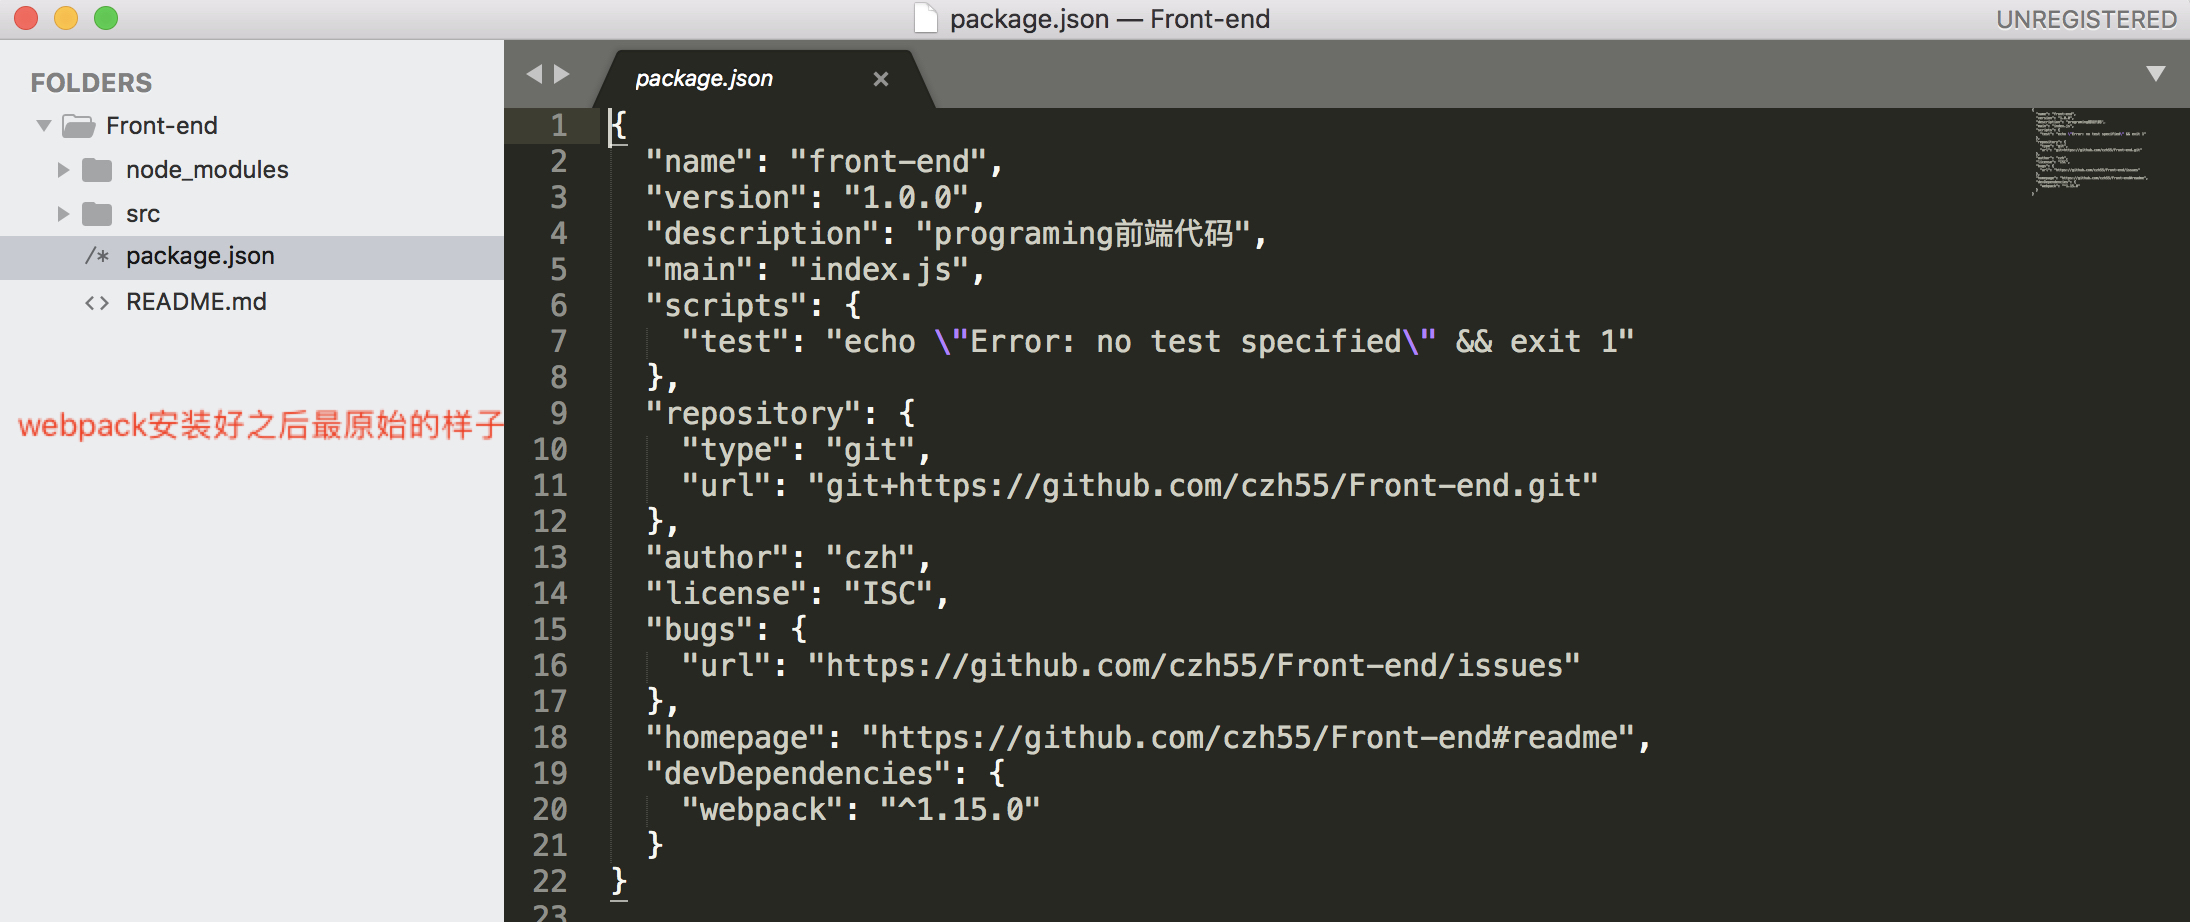 package.json — Front-end
UNREGISTERED
FOLDERS
Front-end
node_modules
src
/* package.json
<> README.md
webpack安装好之后最原始的样子
package.json ×
1 {
2 "name": "front-end",
3 "version": "1.0.0",
4 "description": "programing前端代码",
5 "main": "index.js",
6 "scripts": {
7 "test": "echo \"Error: no test specified\" && exit 1"
8 },
9 "repository": {
10 "type": "git",
11 "url": "git+https://github.com/czh55/Front-end.git"
12 },
13 "author": "czh",
14 "license": "ISC",
15 "bugs": {
16 "url": "https://github.com/czh55/Front-end/issues"
17 },
18 "homepage": "https://github.com/czh55/Front-end#readme",
19 "devDependencies": {
20 "webpack": "^1.15.0"
21 }
22 }
23